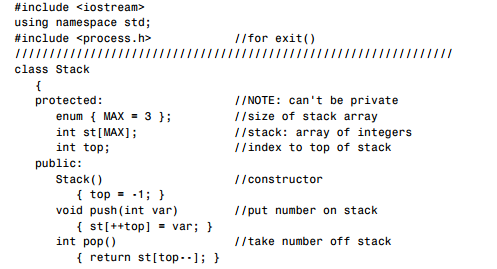 #include <iostream>
using namespace std;
#include <process.h>            //for exit()
////////////////////////////////////////////////////////////////
class Stack
   {
   protected:                   //NOTE: can't be private
      enum { MAX = 3 };         //size of stack array
      int st[MAX];              //stack: array of integers
      int top;                  //index to top of stack
   public:
      Stack()                   //constructor
         { top = -1; }
      void push(int var)        //put number on stack
         { st[++top] = var; }
      int pop()                 //take number off stack
         { return st[top--]; }